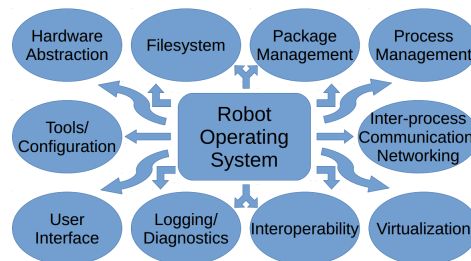 Hardware
Abstraction
Filesystem
Package
Management
Process
Management
Tools/
Configuration
Robot
Operating
System
Inter-process
Communication
Networking
User
Interface
Logging/
Diagnostics
Interoperability
Virtualization